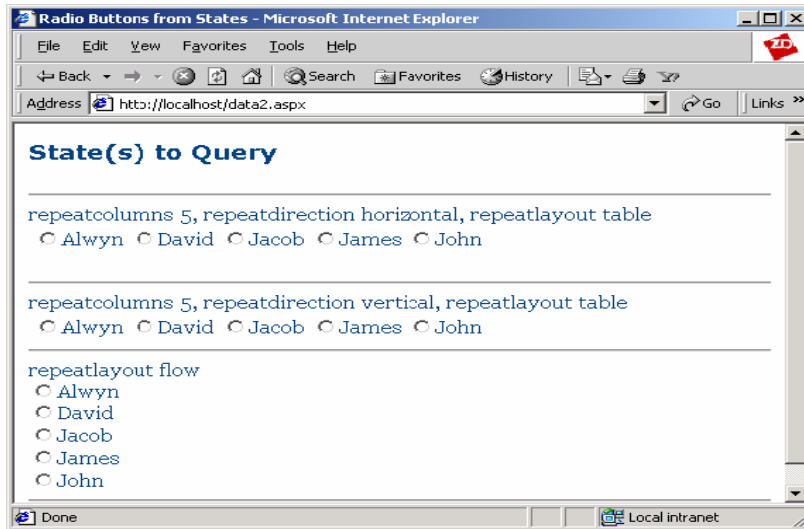 Radio Buttons from States - Microsoft Internet Explorer
File Edit View Favorites Tools Help
ZD
Back Search Favorites History
Address http://localhost/data2.aspx Go Links »
State(s) to Query
repeatcolumns 5, repeatdirection horizontal, repeatlayout table
Alwyn David Jacob James John
repeatcolumns 5, repeatdirection vertical, repeatlayout table
Alwyn David Jacob James John
repeatlayout flow
Alwyn
David
Jacob
James
John
Done Local intranet